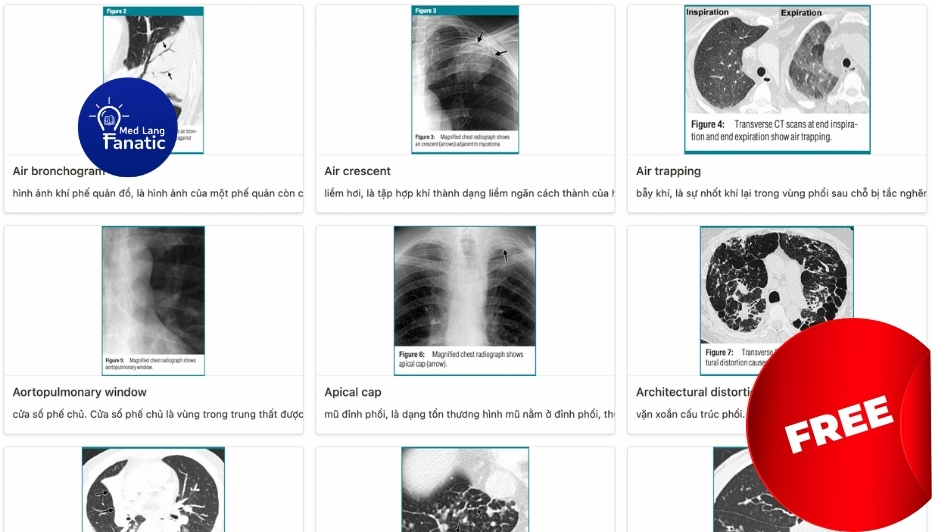 Figure 2
air bron-
against
Med Lang
Fanatic
Air bronchogram
hình ảnh khí phế quản đồ, là hình ảnh của một phế quản còn c
Figure 3
Figure 3: Magnified chest radiograph shows
air crescent (arrows) adjacent to mycetoma.
Air crescent
liềm hơi, là tập hợp khí thành dạng liềm ngăn cách thành của h
Inspiration
Expiration
Figure 4: Transverse CT scans at end inspira-
tion and end expiration show air trapping.
Air trapping
bẫy khí, là sự nhốt khí lại trong vùng phổi sau chỗ bị tắc nghẽn
Figure 5: Magnified chest radiograph shows
aortopulmonary window.
Aortopulmonary window
cửa sổ phế chủ. Cửa sổ phế chủ là vùng trong trung thất được
Figure 6: Magnified chest radiograph shows
apical cap (arrow).
Apical cap
mũ đỉnh phổi, là dạng tổn thương hình mũ nằm ở đỉnh phổi, thư
Figure 7: Transverse
tural distortion cause
Architectural distorti
vặn xoắn cấu trúc phổi.
FREE